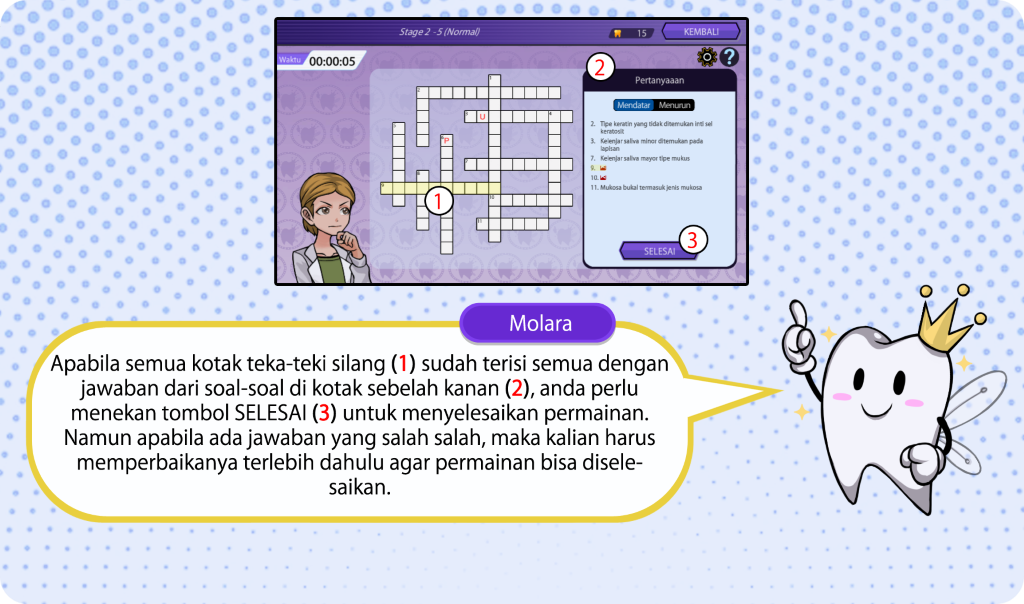 Stage 2 -5 (Normal)
15
KEMBALI
Waktu
00:00:05
2
Pertanyaaan
Mendatar Menurun
2. Tipe keratin yang tidak ditemukan inti sel
keratosit
3. Kelenjar saliva minor ditemukan pada
lapisan
7. Kelenjar saliva mayor tipe mukus
9.
10.
11. Mukosa bukal termasuk jenis mukosa
U
P
1
3
SELESAI
Molara
Apabila semua kotak teka-teki silang (1) sudah terisi semua dengan
jawaban dari soal-soal di kotak sebelah kanan (2), anda perlu
menekan tombol SELESAI (3) untuk menyelesaikan permainan.
Namun apabila ada jawaban yang salah salah, maka kalian harus
memperbaikanya terlebih dahulu agar permainan bisa disele-
saikan.